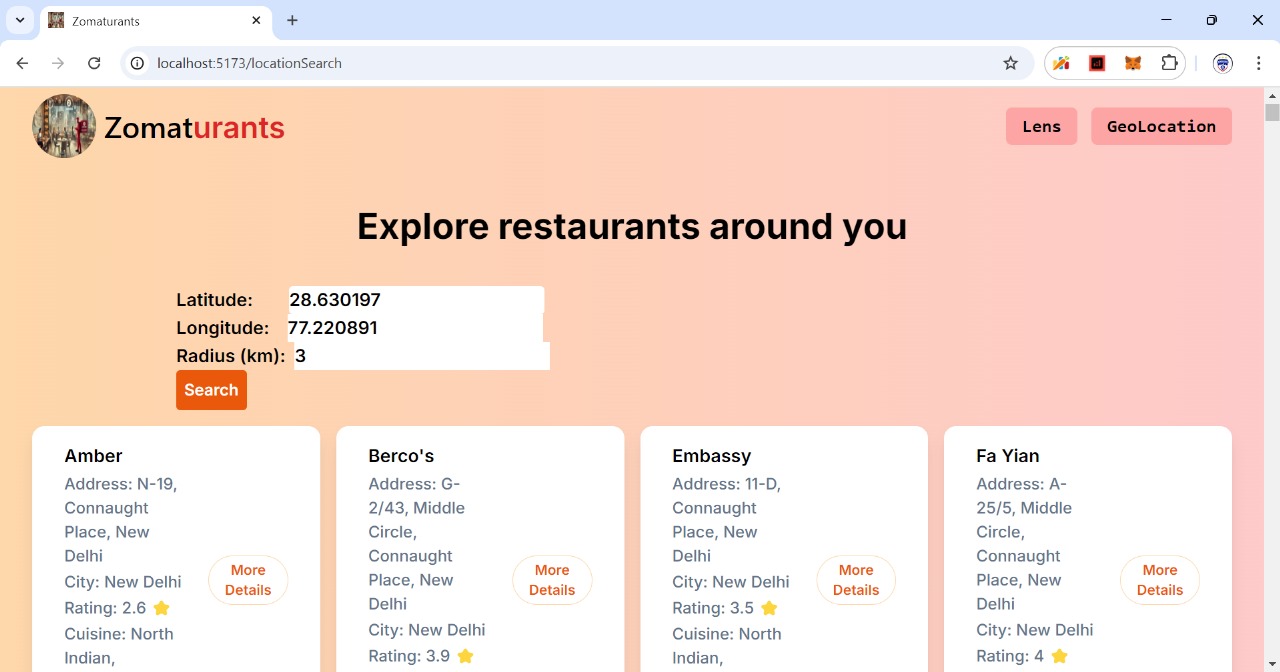 Zomaturants
localhost:5173/locationSearch
Zomaturants
Lens
GeoLocation
Explore restaurants around you
Latitude: 28.630197
Longitude: 77.220891
Radius (km): 3
Search
Amber
Address: N-19,
Connaught
Place, New
Delhi
City: New Delhi
Rating: 2.6
Cuisine: North
Indian,
More
Details
Berco's
Address: G-
2/43, Middle
Circle,
Connaught
Place, New
Delhi
City: New Delhi
Rating: 3.9
More
Details
Embassy
Address: 11-D,
Connaught
Place, New
Delhi
City: New Delhi
Rating: 3.5
Cuisine: North
Indian,
More
Details
Fa Yian
Address: A-
25/5, Middle
Circle,
Connaught
Place, New
Delhi
City: New Delhi
Rating: 4
More
Details